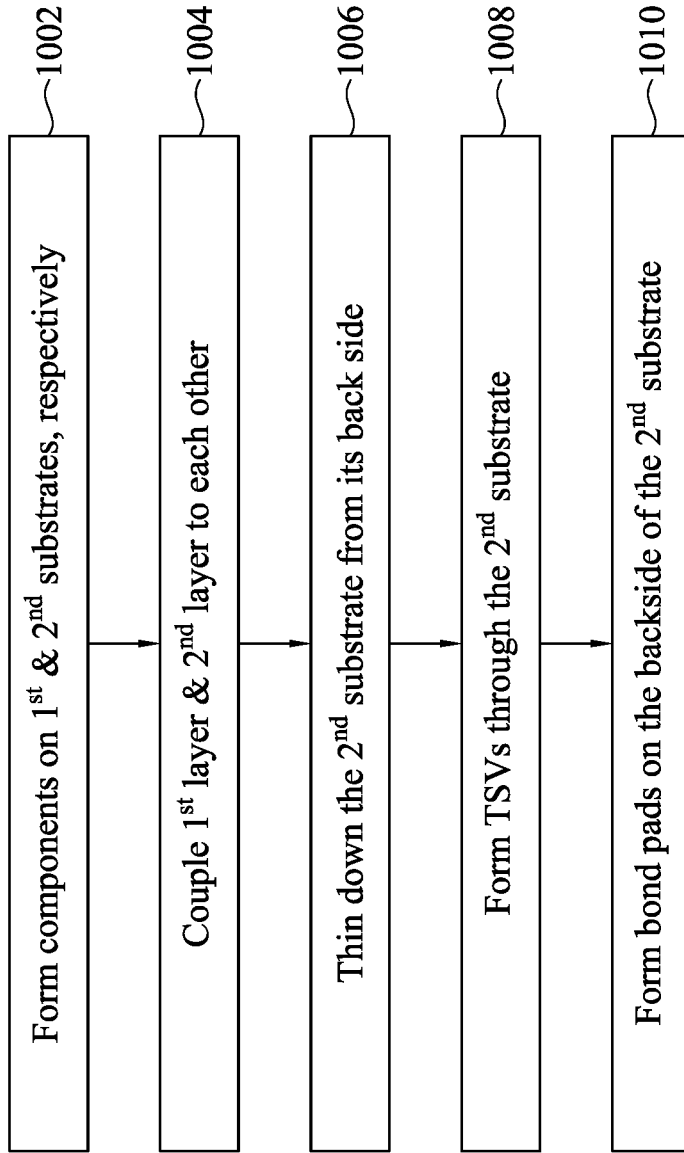 Form components on 1st & 2nd substrates, respectively
1002
Couple 1st layer & 2nd layer to each other
1004
Thin down the 2nd substrate from its back side
1006
Form TSVs through the 2nd substrate
1008
Form bond pads on the backside of the 2nd substrate
1010